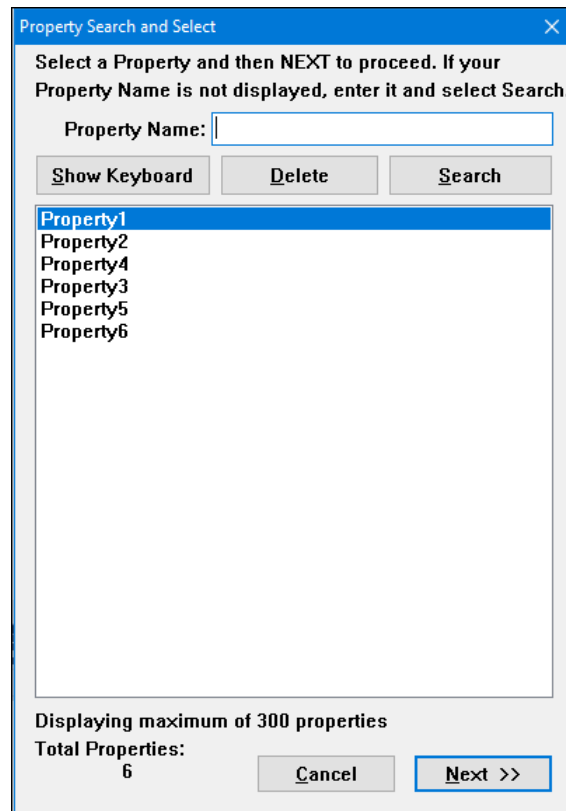 Property Search and Select
Select a Property and then NEXT to proceed. If your
Property Name is not displayed, enter it and select Search
Property Name:
Show Keyboard Delete Search
Property1
Property2
Property4
Property3
Property5
Property6
Displaying maximum of 300 properties
Total Properties:
6
Cancel Next >>